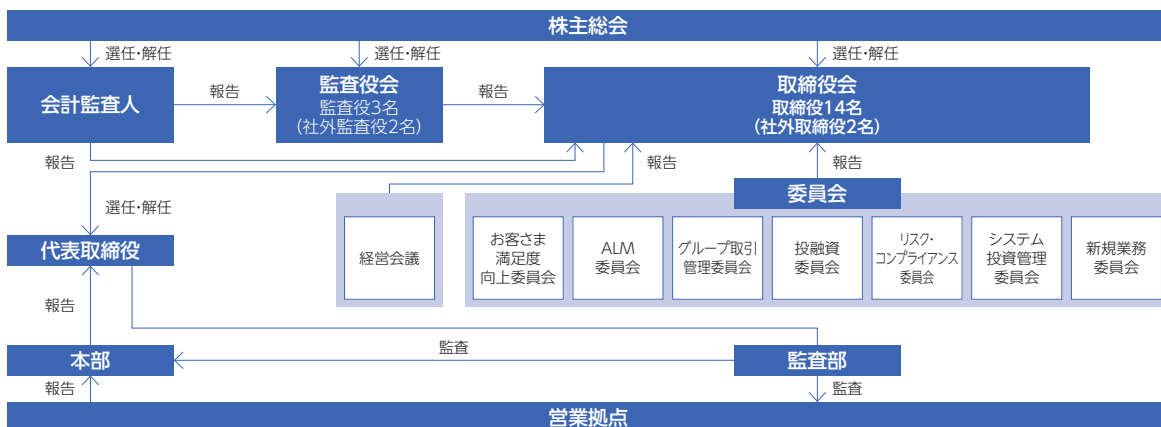 株主総会
選任・解任
選任・解任
選任・解任
会計監査人
報告
監査役会
監査役3名
(社外監査役2名)
報告
取締役会
取締役14名
(社外取締役2名)
報告
報告
報告
選任・解任
委員会
経営会議
お客さま
満足度
向上委員会
ALM
委員会
グループ取引
管理委員会
投融資
委員会
リスク・
コンプライアンス
委員会
システム
投資管理
委員会
新規業務
委員会
代表取締役
報告
本部
監査
監査部
報告
監査
営業拠点